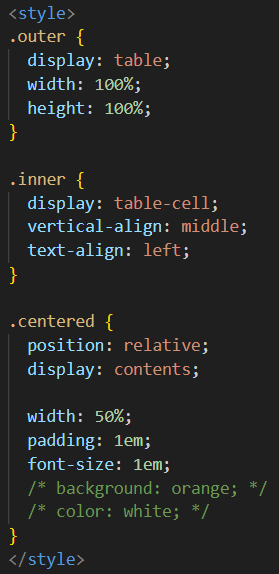 <style>
.outer {
display: table;
width: 100%;
height: 100%;
}
.inner {
display: table-cell;
vertical-align: middle;
text-align: left;
}
.centered {
position: relative;
display: contents;
width: 50%;
padding: 1em;
font-size: 1em;
/* background: orange; */
/* color: white; */
}
</style>